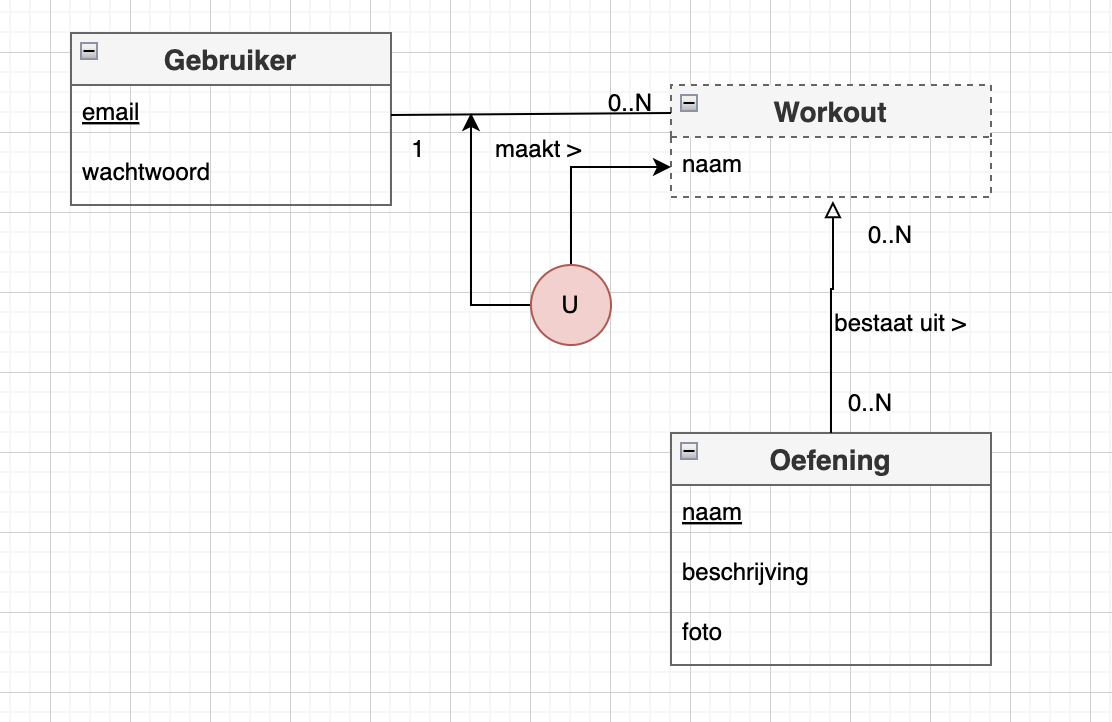 Gebruiker
email
wachtwoord
1
0..N
maakt >
Workout
naam
U
0..N
bestaat uit >
0..N
Oefening
naam
beschrijving
foto